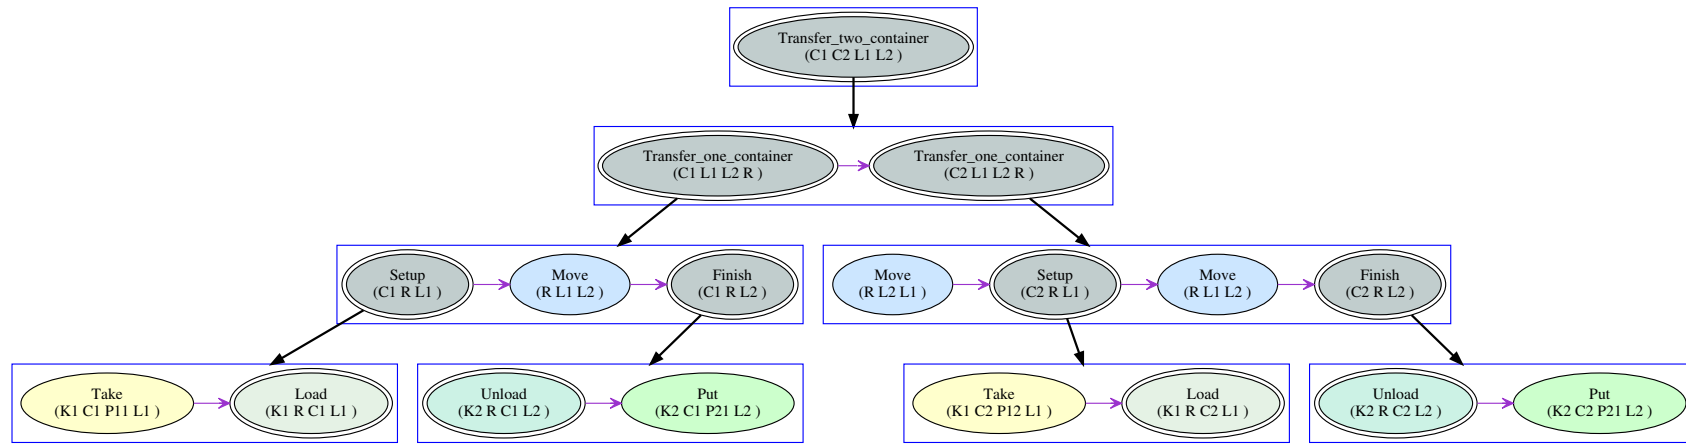 Transfer_two_container
(C1 C2 L1 L2 )
Transfer_one_container
(C1 L1 L2 R )
Transfer_one_container
(C2 L1 L2 R )
Setup
(C1 R L1 )
Move
(R L1 L2 )
Finish
(C1 R L2 )
Move
(R L2 L1 )
Setup
(C2 R L1 )
Move
(R L1 L2 )
Finish
(C2 R L2 )
Take
(K1 C1 P11 L1 )
Load
(K1 R C1 L1 )
Unload
(K2 R C1 L2 )
Put
(K2 C1 P21 L2 )
Take
(K1 C2 P12 L1 )
Load
(K1 R C2 L1 )
Unload
(K2 R C2 L2 )
Put
(K2 C2 P21 L2 )